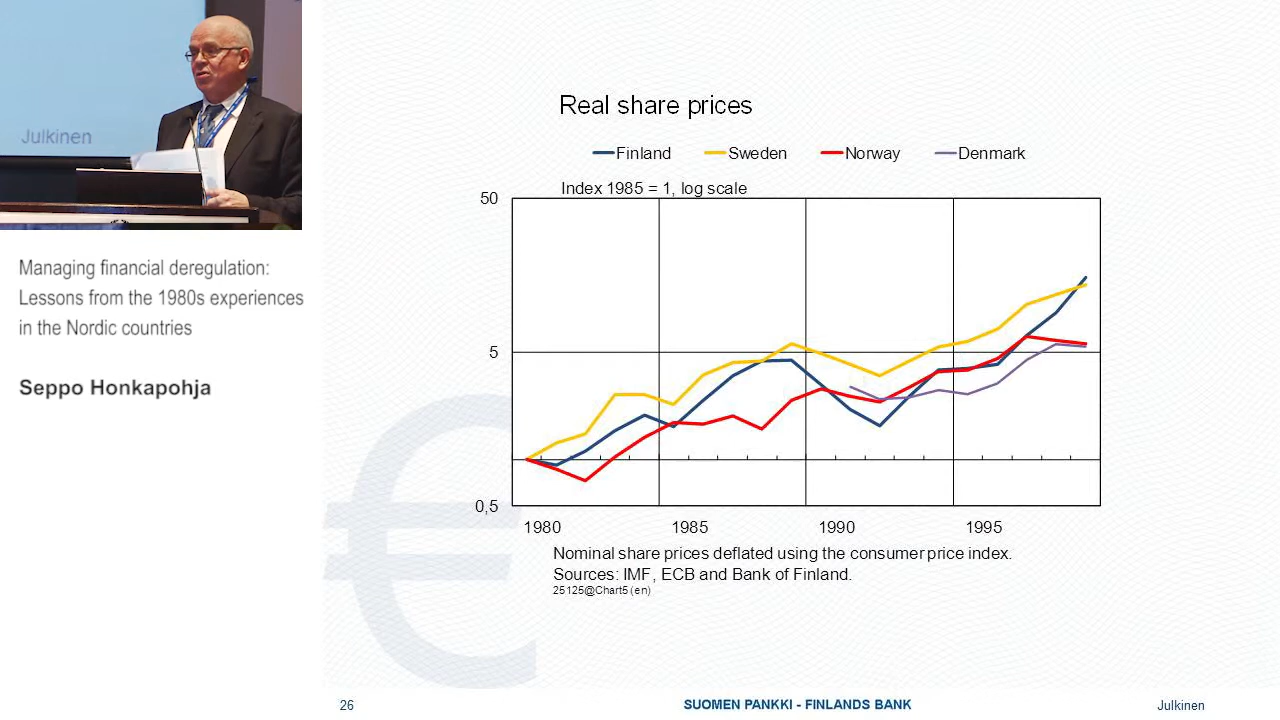 Julkinen
Managing financial deregulation:
Lessons from the 1980s experiences
in the Nordic countries
Seppo Honkapohja
Real share prices
Finland Sweden Norway Denmark
Index 1985 = 1, log scale
50
5
0,5
1980 1985 1990 1995
Nominal share prices deflated using the consumer price index.
Sources: IMF, ECB and Bank of Finland.
25125@Chart5 (en)
26 SUOMEN PANKKI - FINLANDS BANK Julkinen